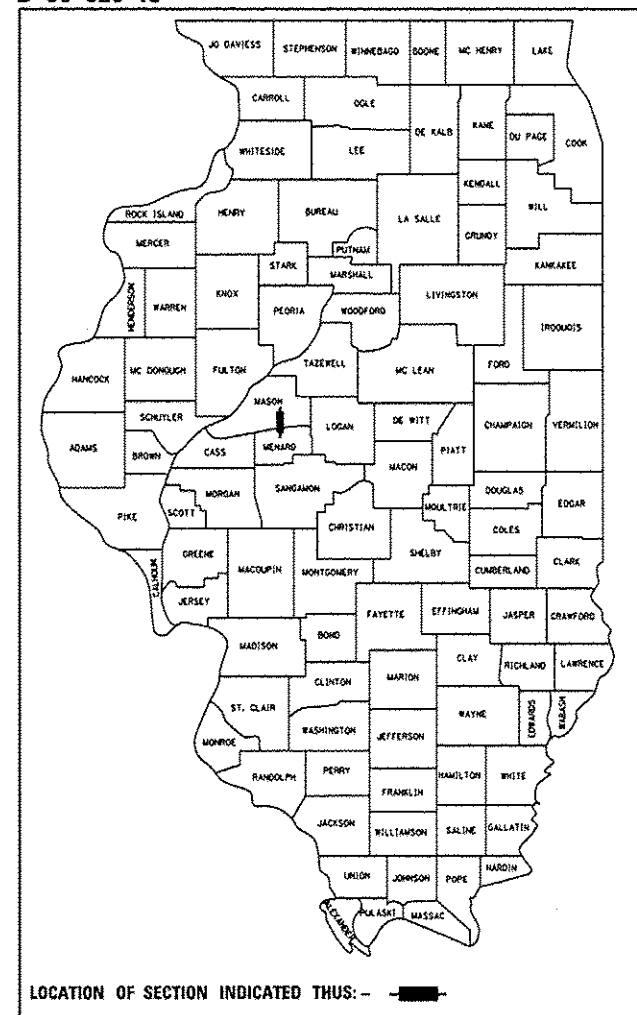 JO DAVIESS STEPHENSON WINNEBAGO BOONE MC HENRY LAKE
CARROLL OGLE DE KALB KANE DU PAGE COOK
WHITESIDE LEE
KENDALL WILL
ROCK ISLAND HENRY BUREAU LA SALLE
GRUNDY
MERCER PUTNAM
STARK MARSHALL KANKAKEE
HENDERSON WARREN KNOX PEORIA WOODFORD LIVINGSTON IROQUOIS
HANCOCK MC DONOUGH FULTON TAZEWELL MC LEAN FORD
MASON
SCHUYLER LOGAN DE WITT CHAMPAIGN VERMILION
ADAMS BROWN CASS MENARD PIATT
MACON
PIKE SCOTT MORGAN SANGAMON MOULTRIE DOUGLAS EDGAR
CHRISTIAN COLES
GREENE SHELBY
CALHOUN MACOUPIN MONTGOMERY CUMBERLAND CLARK
JERSEY
FAYETTE EFFINGHAM JASPER CRAWFORD
MADISON BOND
CLAY RICHLAND LAWRENCE
CLINTON MARION
ST. CLAIR WAYNE EDWARDS WABASH
WASHINGTON JEFFERSON
MONROE
RANDOLPH PERRY HAMILTON WHITE
FRANKLIN
JACKSON WILLIAMSON SALINE GALLATIN
UNION JOHNSON POPE HARDIN
ALEXANDER PULASKI MASSAC
LOCATION OF SECTION INDICATED THUS: -